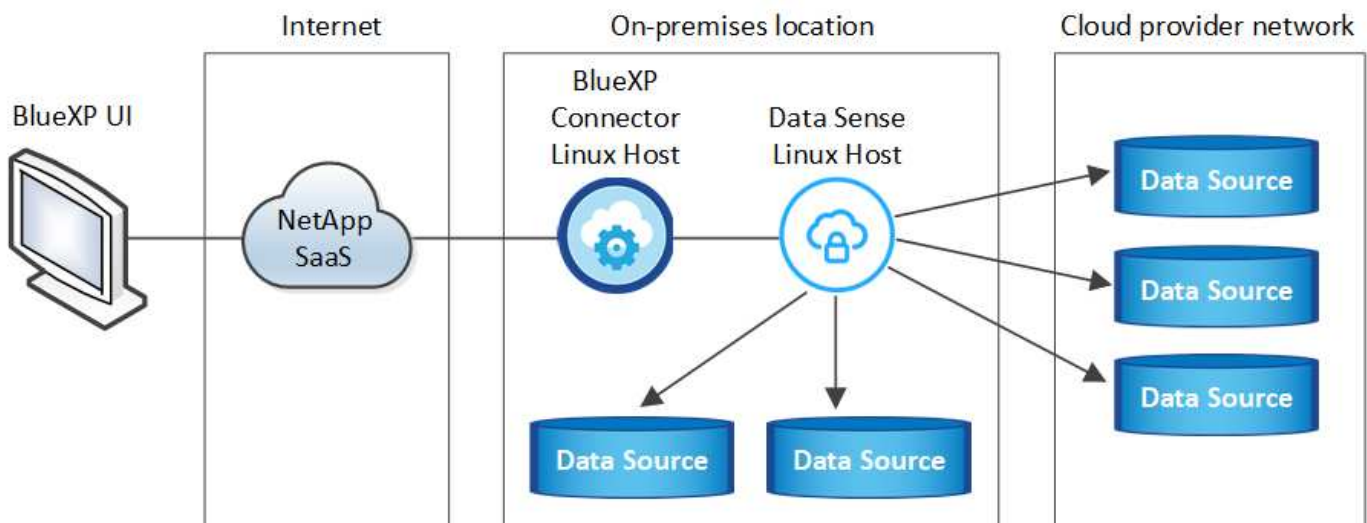 Internet
On-premises location
Cloud provider network
BlueXP UI
BlueXP
Connector
Linux Host
Data Sense
Linux Host
NetApp
SaaS
Data Source
Data Source
Data Source
Data Source
Data Source